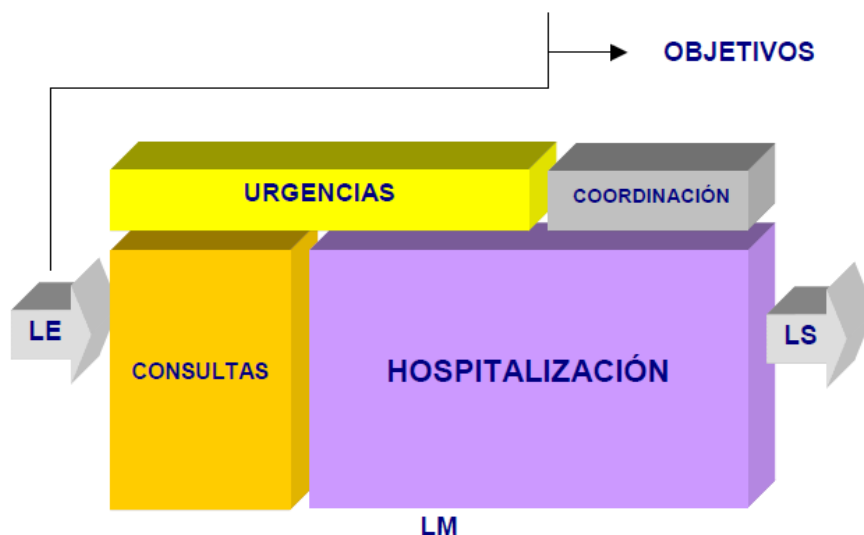 OBJETIVOS
URGENCIAS
COORDINACIÓN
LE
CONSULTAS
HOSPITALIZACIÓN
LS
LM